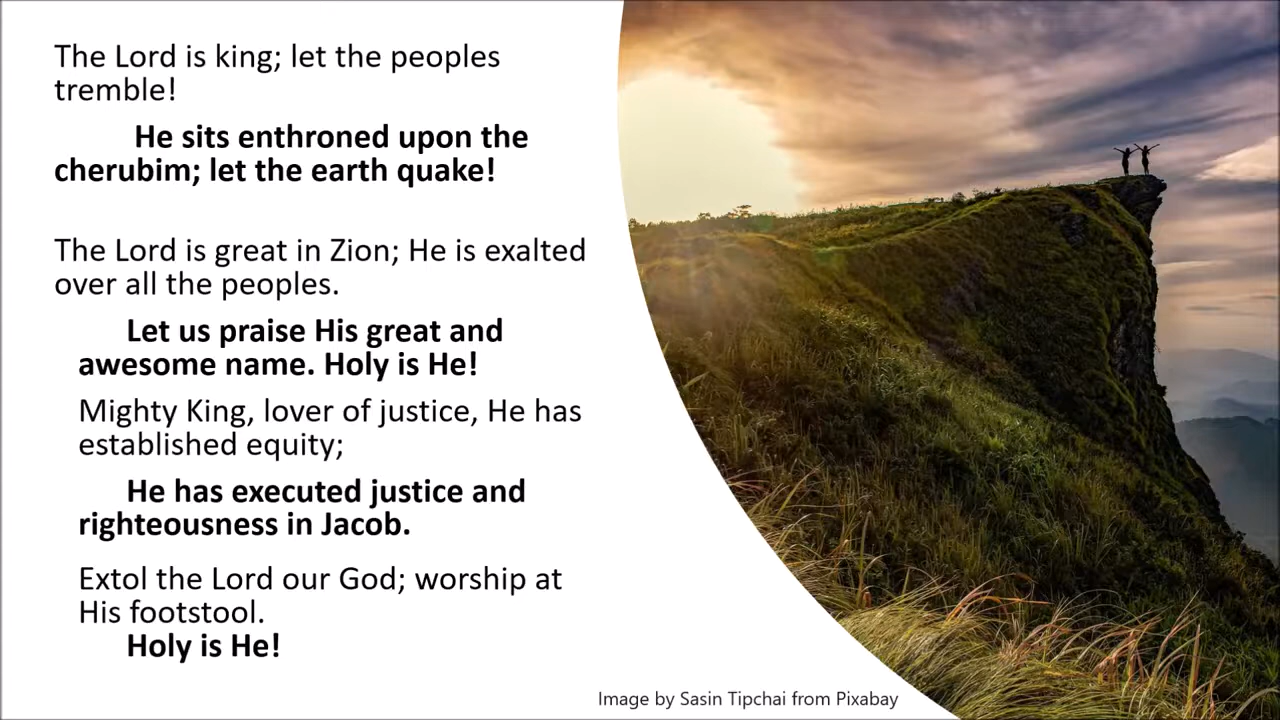 The Lord is king; let the peoples
tremble!
He sits enthroned upon the
cherubim; let the earth quake!
The Lord is great in Zion; He is exalted
over all the peoples.
Let us praise His great and
awesome name. Holy is He!
Mighty King, lover of justice, He has
established equity;
He has executed justice and
righteousness in Jacob.
Extol the Lord our God; worship at
His footstool.
Holy is He!
Image by Sasin Tipchai from Pixabay